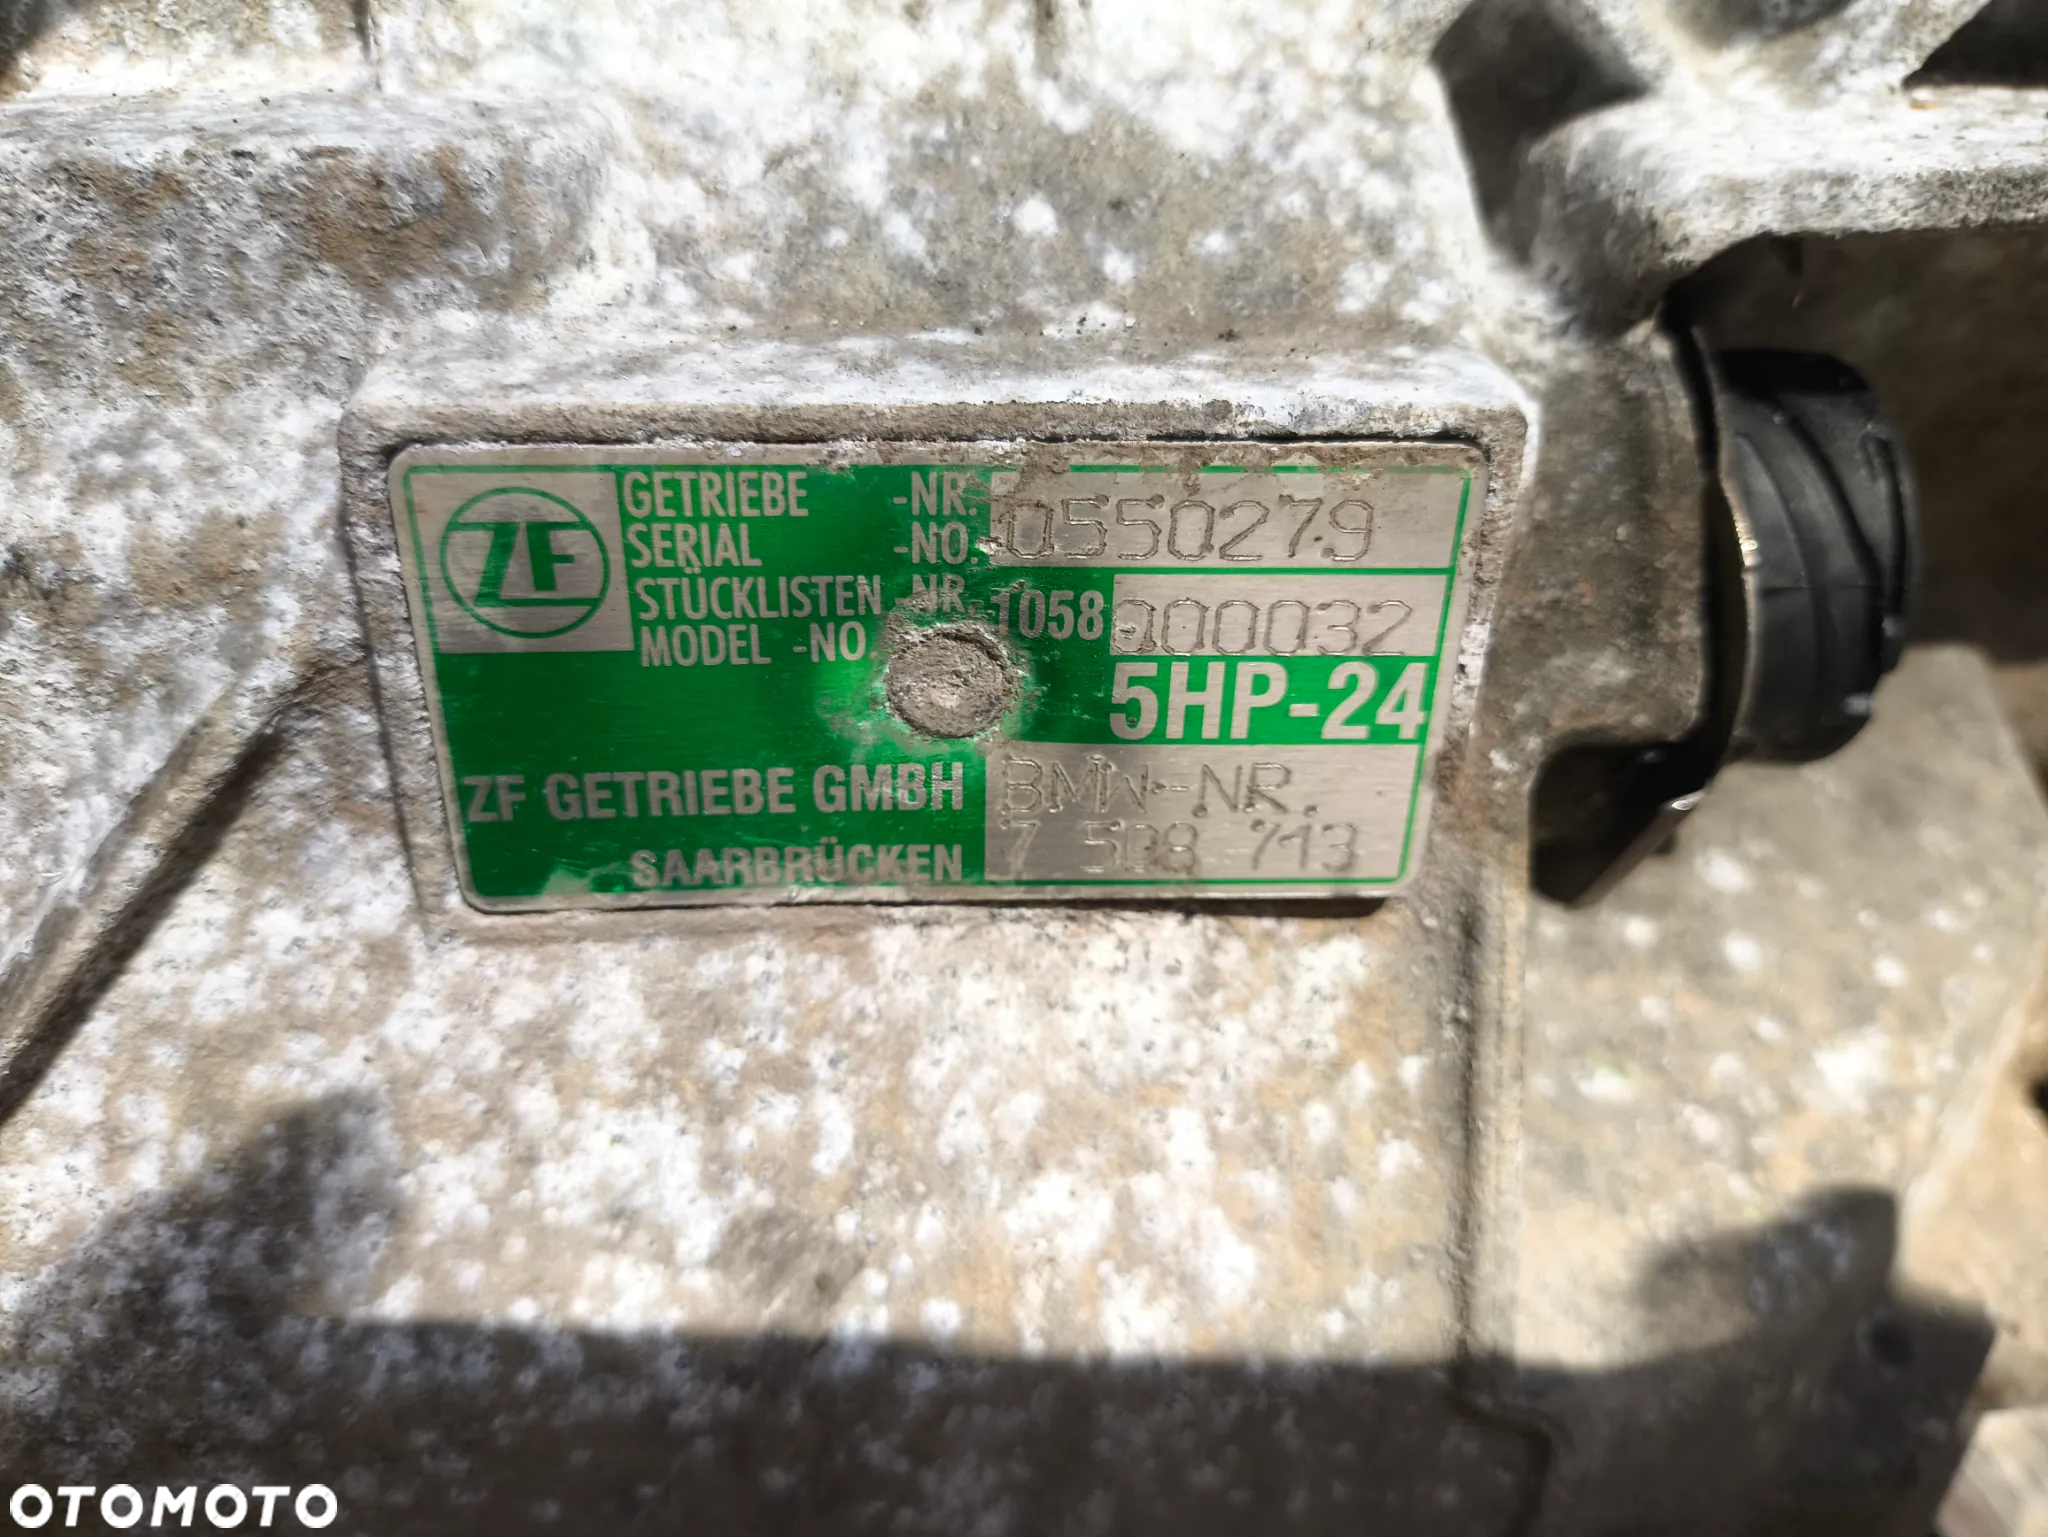 ZF
GETRIEBE -NR. 0550279
SERIAL -NO.
STÜCKLISTEN -NR. 1058 000032
MODEL -NO
5HP-24
ZF GETRIEBE GMBH BMW-NR.
SAARBRÜCKEN 7 508 713
OTOMOTO